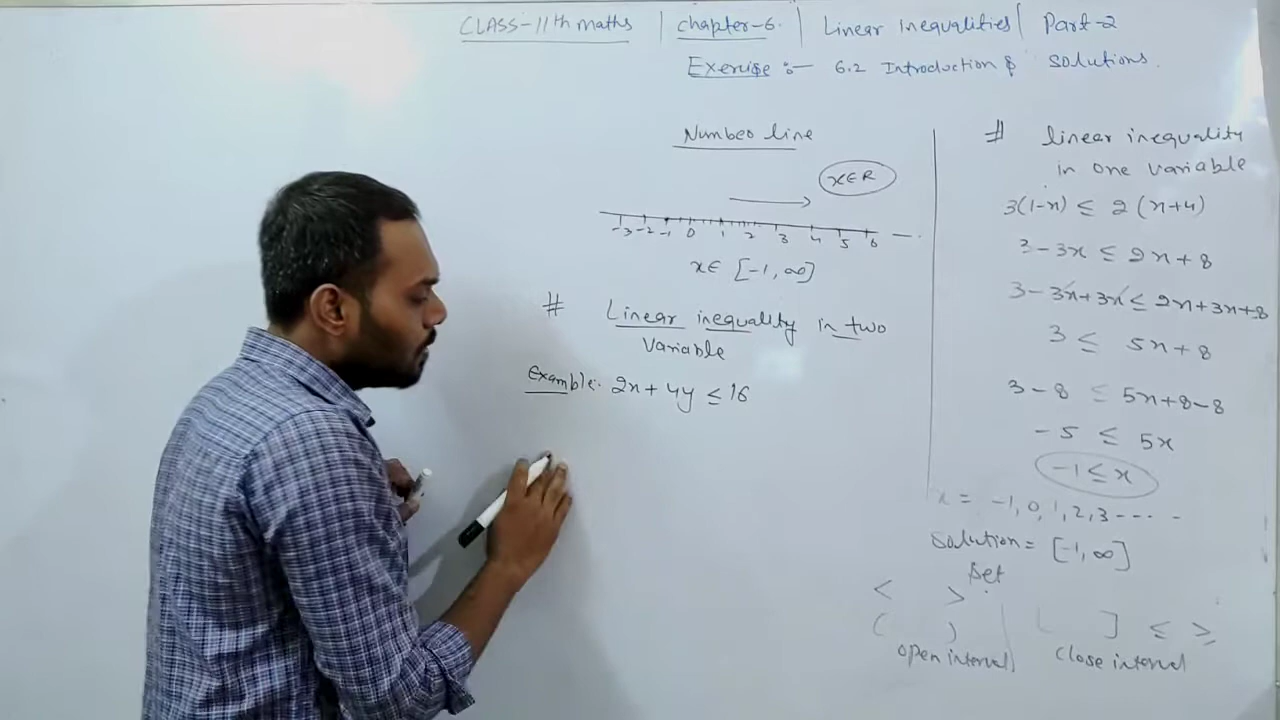 CLASS-11th maths | chapter-6. | Linear Inequalities | Part-2
Exercise :- 6.2 Introduction & solutions.
Number line
x∈R
-3 -2 -1 0 1 2 3 4 5 6
x∈ [-1, ∞]
# Linear inequality in two
Variable
Example:- 2x + 4y ≤ 16
# linear inequality
in one variable
3(1-x) ≤ 2(x+4)
3-3x ≤ 2x+8
3-3x+3x ≤ 2x+3x+8
3 ≤ 5x+8
3-8 ≤ 5x+8-8
-5 ≤ 5x
-1 ≤ x
x = -1, 0, 1, 2, 3 ----
solution = [-1, ∞]
set
< >
( ) [ ] ≤ ≥
open interval close interval